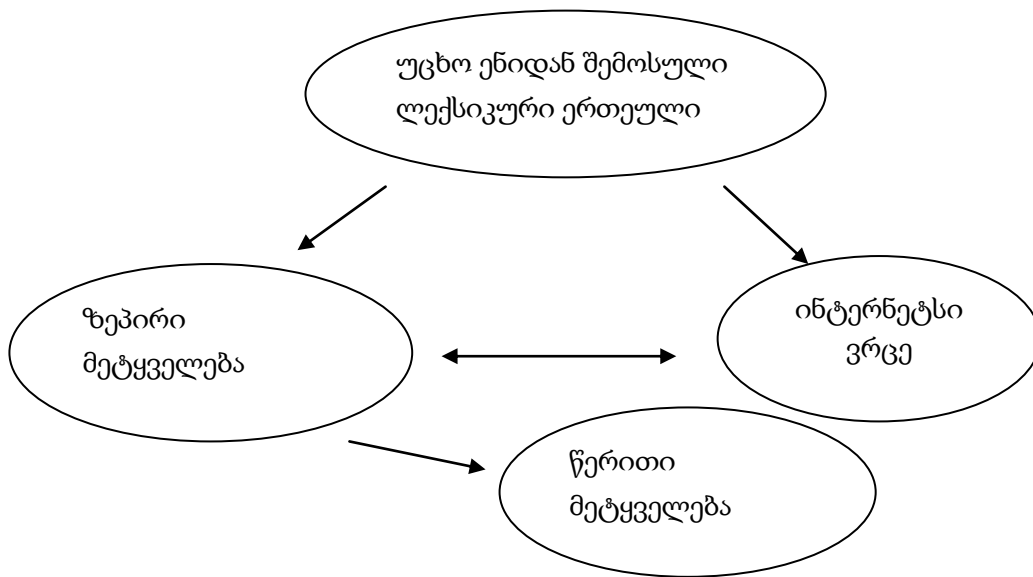 უცხო ენიდან შემოსული
ლექსიკური ერთეული
ზეპირი
მეტყველება
ინტერნეტსი
ვრცე
წერითი
მეტყველება